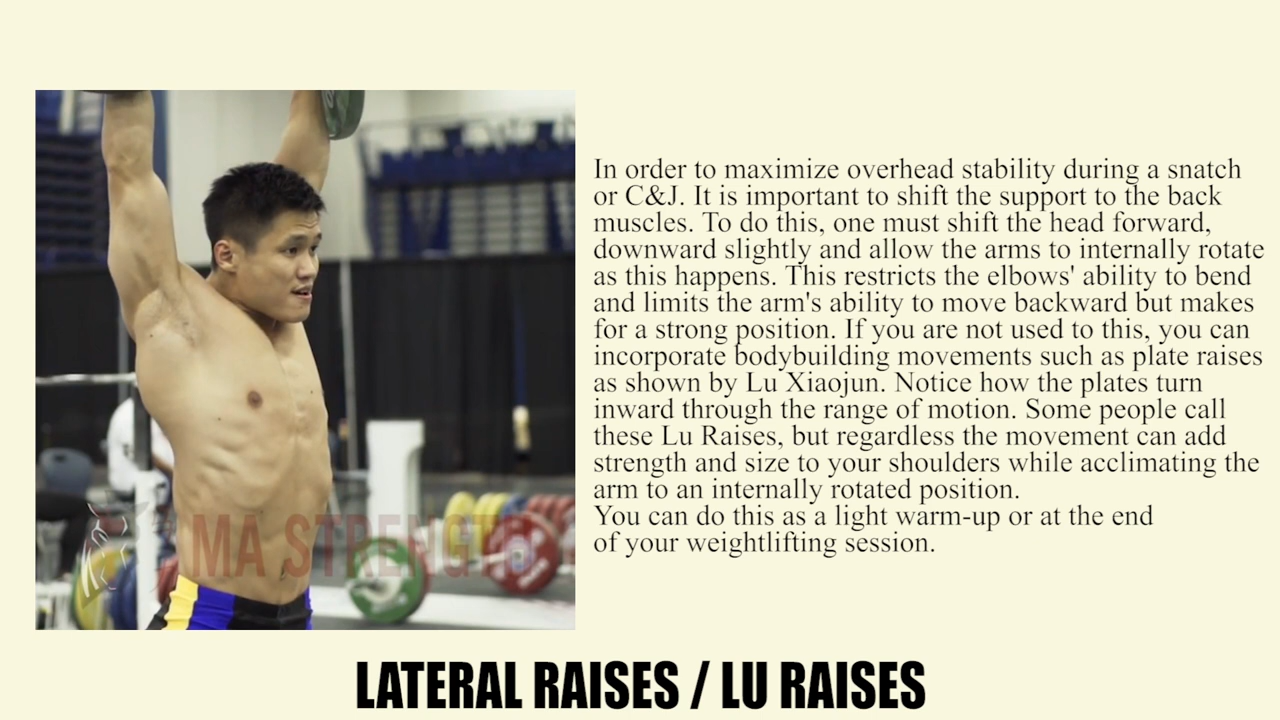 In order to maximize overhead stability during a snatch
or C&J. It is important to shift the support to the back
muscles. To do this, one must shift the head forward,
downward slightly and allow the arms to internally rotate
as this happens. This restricts the elbows' ability to bend
and limits the arm's ability to move backward but makes
for a strong position. If you are not used to this, you can
incorporate bodybuilding movements such as plate raises
as shown by Lu Xiaojun. Notice how the plates turn
inward through the range of motion. Some people call
these Lu Raises, but regardless the movement can add
strength and size to your shoulders while acclimating the
arm to an internally rotated position.
You can do this as a light warm-up or at the end
of your weightlifting session.
MA STRENGTH
LATERAL RAISES / LU RAISES